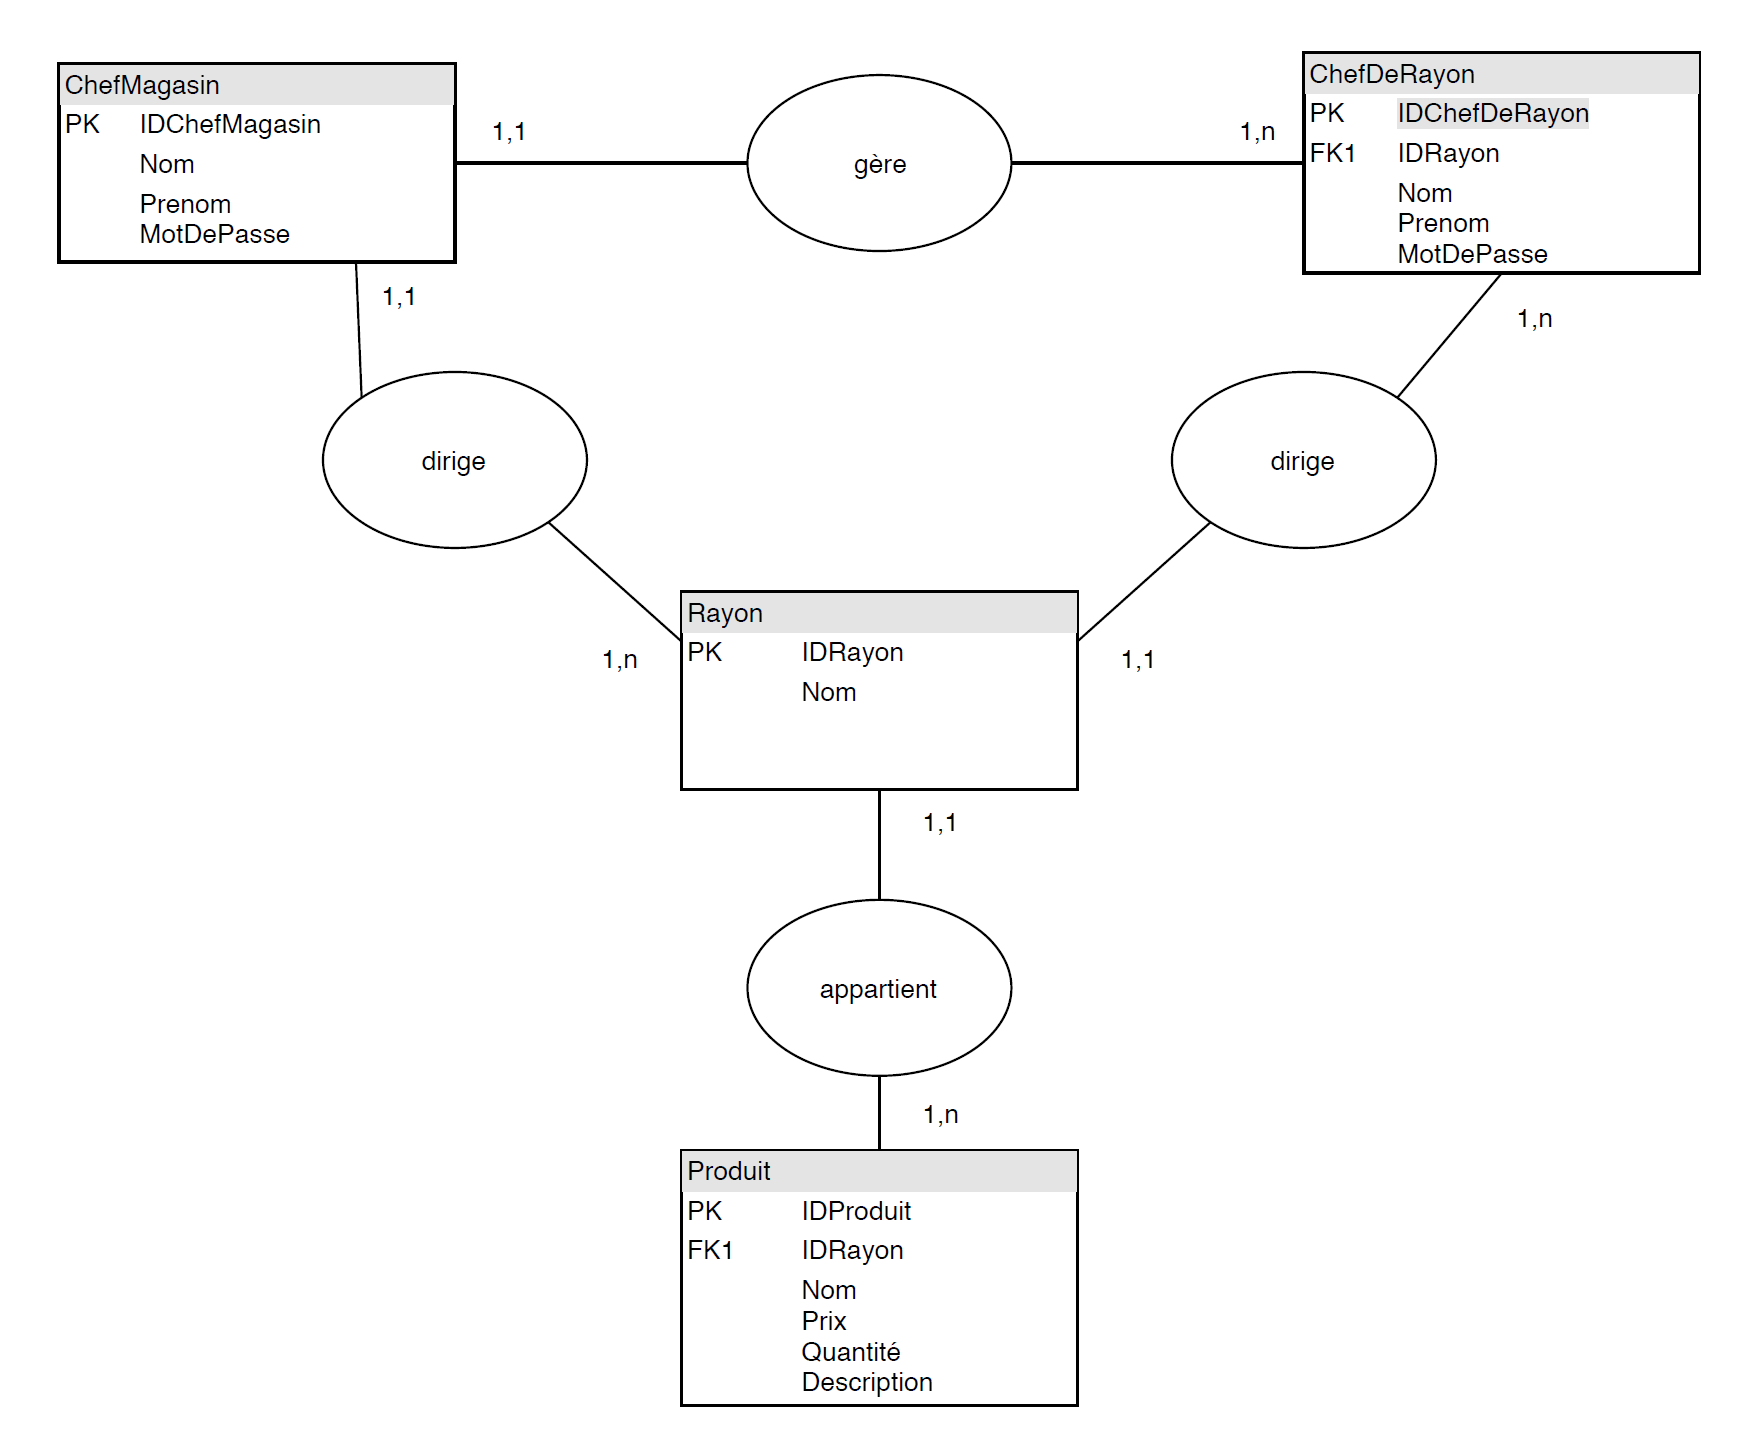 ChefMagasin
PK IDChefMagasin
Nom
Prenom
MotDePasse
1,1
gère
1,n
ChefDeRayon
PK IDChefDeRayon
FK1 IDRayon
Nom
Prenom
MotDePasse
1,1
dirige
1,n
1,n
dirige
1,1
Rayon
PK IDRayon
Nom
1,1
appartient
1,n
Produit
PK IDProduit
FK1 IDRayon
Nom
Prix
Quantité
Description